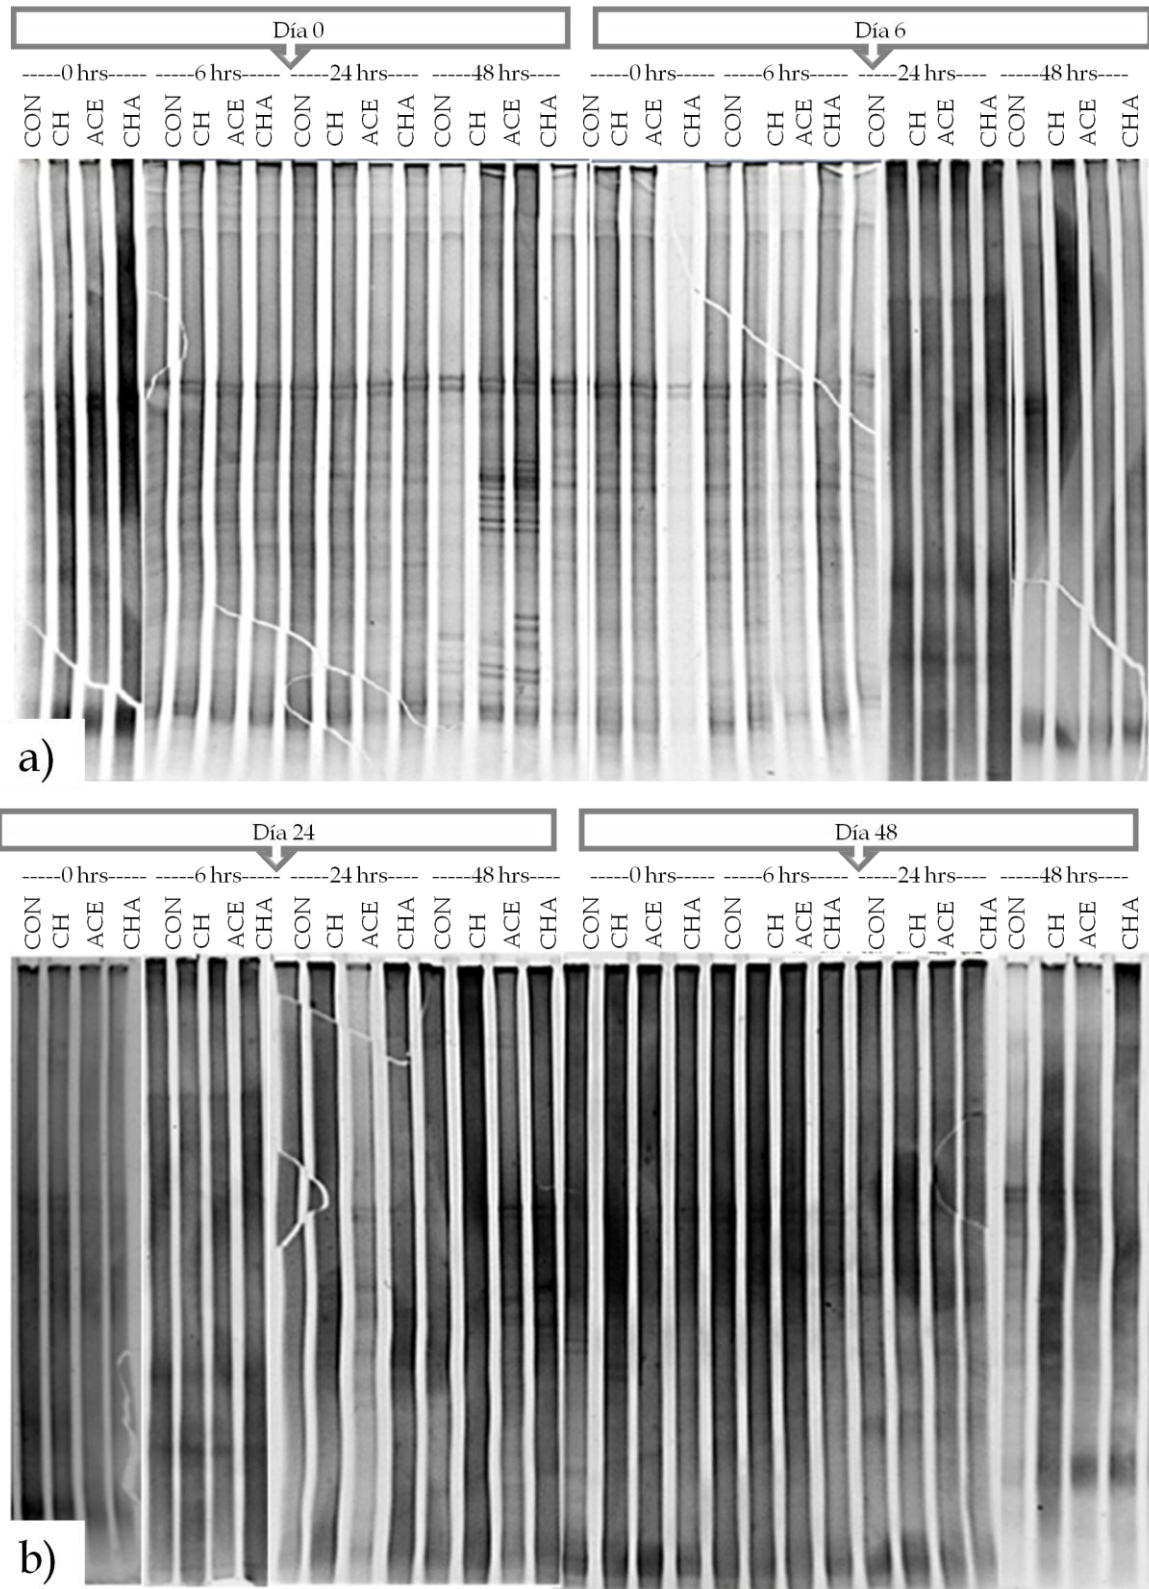 Día 0 Día 6
-----0 hrs----- -----6 hrs----- -----24 hrs---- -----48 hrs---- -----0 hrs----- -----6 hrs----- -----24 hrs---- -----48 hrs----
CON CH ACE CHA CON CH ACE CHA CON CH ACE CHA CON CH ACE CHA CON CH ACE CHA CON CH ACE CHA CON CH ACE CHA CON CH ACE CHA
a)
Día 24 Día 48
-----0 hrs----- -----6 hrs----- -----24 hrs---- -----48 hrs---- -----0 hrs----- -----6 hrs----- -----24 hrs---- -----48 hrs----
CON CH ACE CHA CON CH ACE CHA CON CH ACE CHA CON CH ACE CHA CON CH ACE CHA CON CH ACE CHA CON CH ACE CHA CON CH ACE CHA
b)